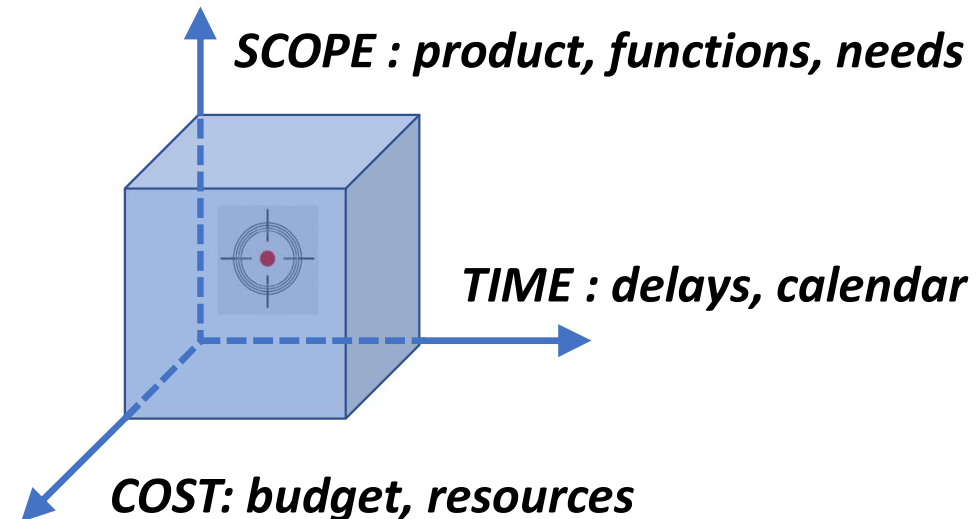 SCOPE : product, functions, needs
TIME : delays, calendar
COST: budget, resources